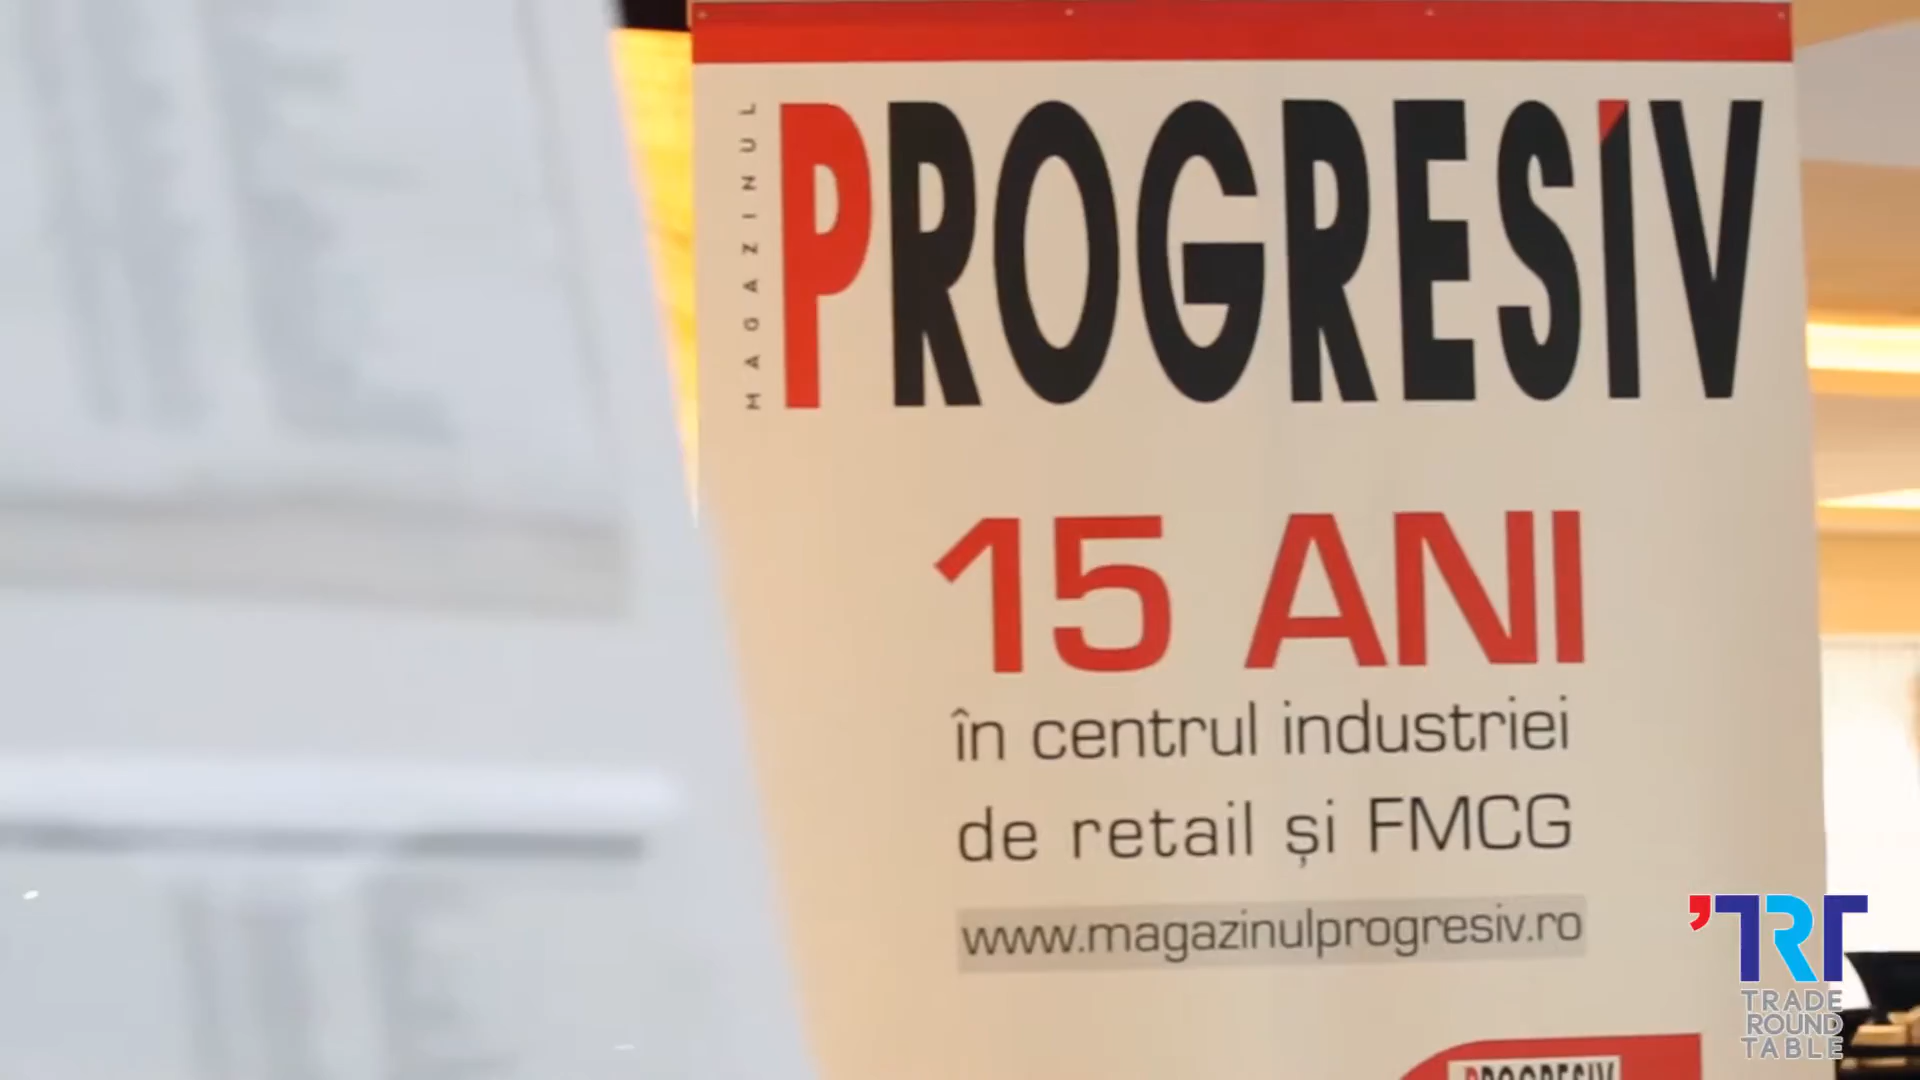 MAGAZINUL
PROGRESIV
15 ANI
în centrul industriei
de retail și FMCG
www.magazinulprogresiv.ro
PROGRESIV
'TRT
TRADE
ROUND
TABLE